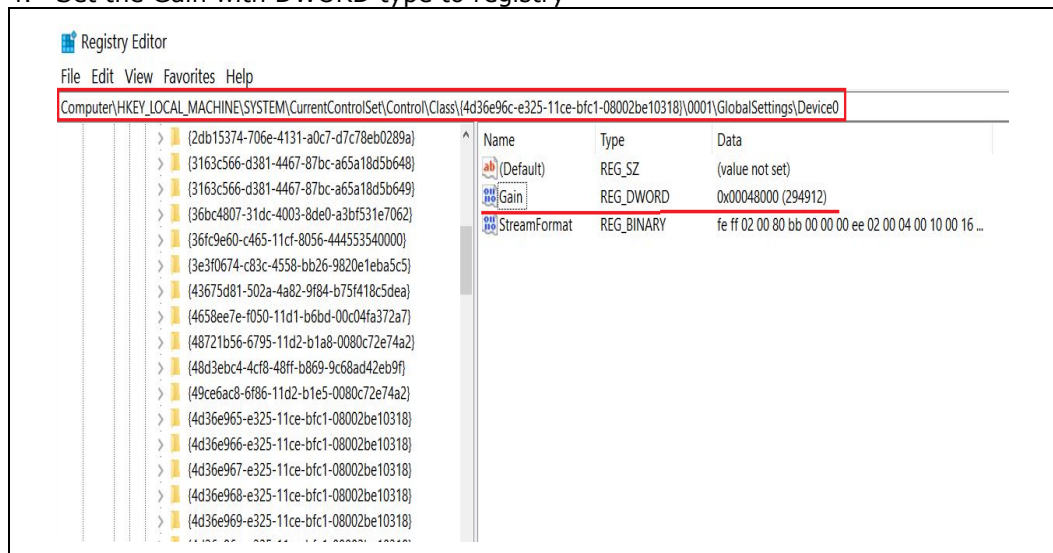 4. Set the Gain with DWORD type to registry
Registry Editor
File Edit View Favorites Help
Computer\HKEY_LOCAL_MACHINE\SYSTEM\CurrentControlSet\Control\Class\{4d36e96c-e325-11ce-bfc1-08002be10318}\0001\GlobalSettings\Device0
{2db15374-706e-4131-a0c7-d7c78eb0289a}
{3163c566-d381-4467-87bc-a65a18d5b648}
{3163c566-d381-4467-87bc-a65a18d5b649}
{36bc4807-31dc-4003-8de0-a3bf531e7062}
{36fc9e60-c465-11cf-8056-444553540000}
{3e3f0674-c83c-4558-bb26-9820e1eba5c5}
{43675d81-502a-4a82-9f84-b75f418c5dea}
{4658ee7e-f050-11d1-b6bd-00c04fa372a7}
{48721b56-6795-11d2-b1a8-0080c72e74a2}
{48d3ebc4-4cf8-48ff-b869-9c68ad42eb9f}
{49ce6ac8-6f86-11d2-b1e5-0080c72e74a2}
{4d36e965-e325-11ce-bfc1-08002be10318}
{4d36e966-e325-11ce-bfc1-08002be10318}
{4d36e967-e325-11ce-bfc1-08002be10318}
{4d36e968-e325-11ce-bfc1-08002be10318}
{4d36e969-e325-11ce-bfc1-08002be10318}
Name Type Data
(Default) REG_SZ (value not set)
Gain REG_DWORD 0x00048000 (294912)
StreamFormat REG_BINARY fe ff 02 00 80 bb 00 00 00 ee 02 00 04 00 10 00 16 ...